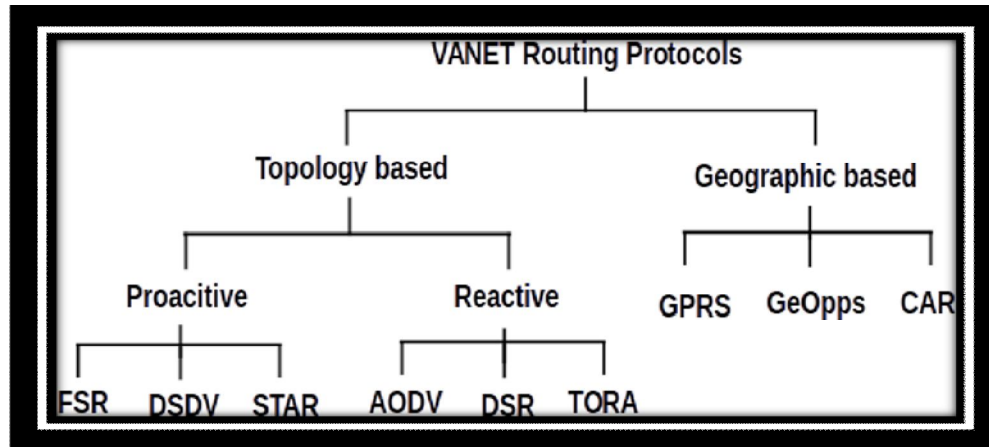 VANET Routing Protocols
Topology based
Geographic based
Proacitive
Reactive
GPRS GeOpps CAR
FSR DSDV STAR AODV DSR TORA